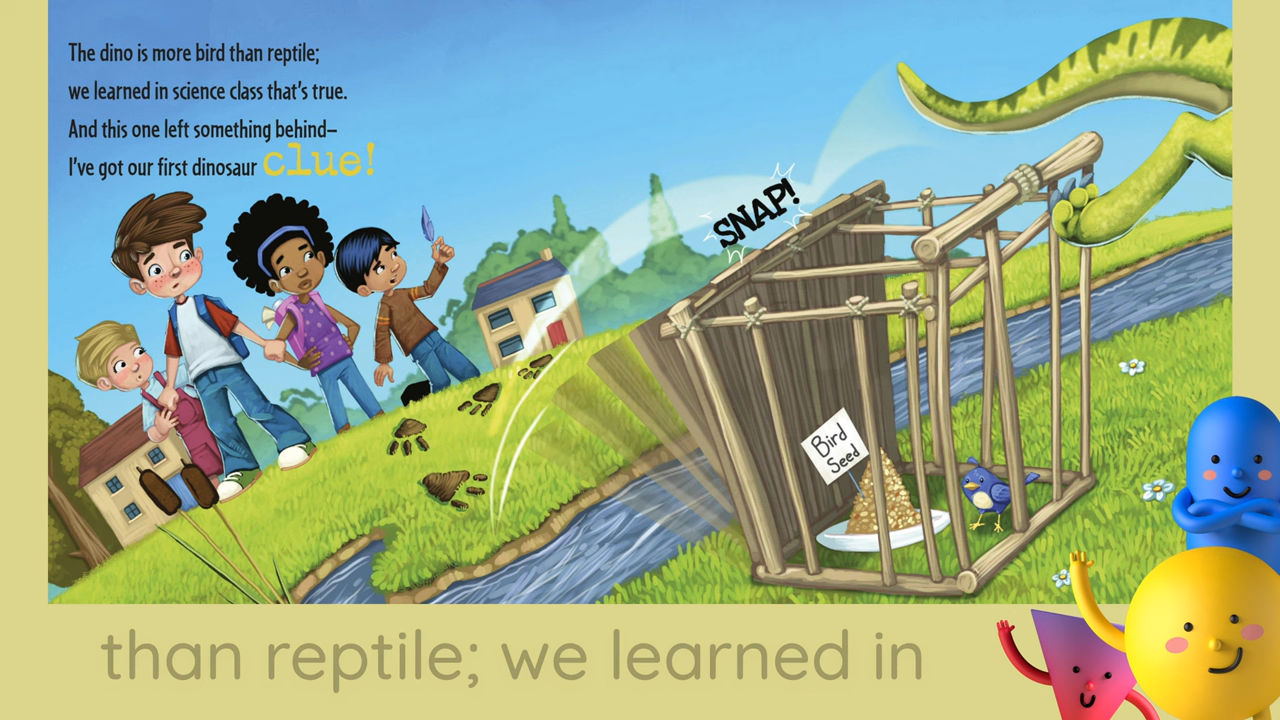 The dino is more bird than reptile;
we learned in science class that's true.
And this one left something behind–
I've got our first dinosaur clue!
SNAP!
Bird
Seed
than reptile; we learned in